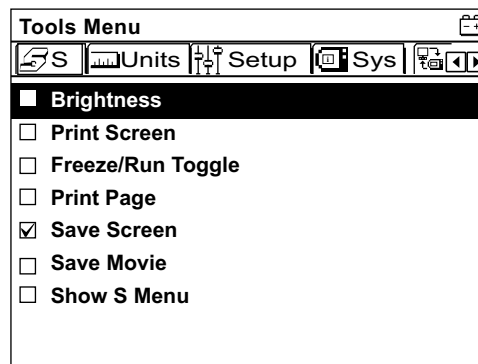 Tools Menu
S Units Setup Sys
Brightness
Print Screen
Freeze/Run Toggle
Print Page
Save Screen
Save Movie
Show S Menu